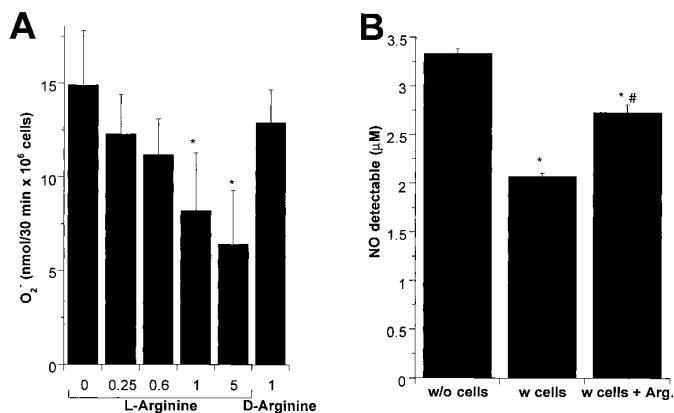 A
O2- (nmol/30 min x 10^6 cells)
15
10
5
0
*
*
0 0.25 0.6 1 5 1
L-Arginine D-Arginine
B
NO detectable (μM)
3.5
3
2.5
2
1.5
1
0.5
0
*
* #
w/o cells w cells w cells + Arg.